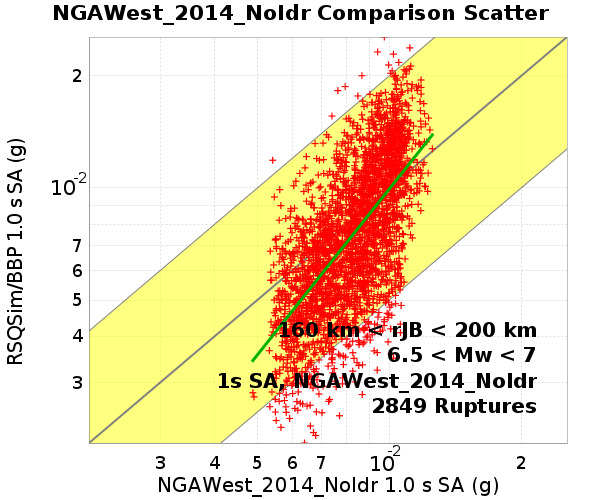 NGAWest_2014_NoIdr Comparison Scatter
RSQSim/BBP 1.0 s SA (g)
2
10^-2
7
6
5
4
3
160 km < rJB < 200 km
6.5 < Mw < 7
1s SA, NGAWest_2014_NoIdr
2849 Ruptures
3 4 5 6 7 10^-2 2
NGAWest_2014_NoIdr 1.0 s SA (g)